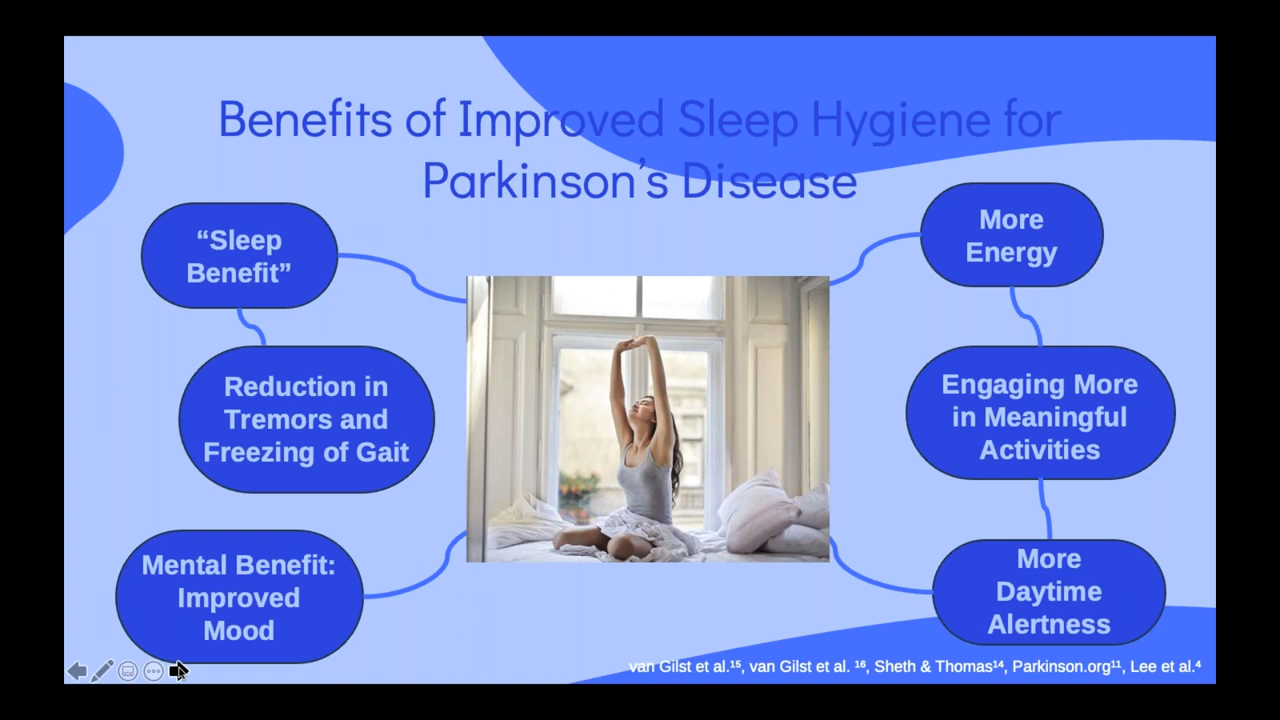 Benefits of Improved Sleep Hygiene for
Parkinson’s Disease
“Sleep
Benefit”
Reduction in
Tremors and
Freezing of Gait
Mental Benefit:
Improved
Mood
More
Energy
Engaging More
in Meaningful
Activities
More
Daytime
Alertness
van Gilst et al.¹⁵, van Gilst et al. ¹⁶, Sheth & Thomas¹⁴, Parkinson.org¹¹, Lee et al.⁴